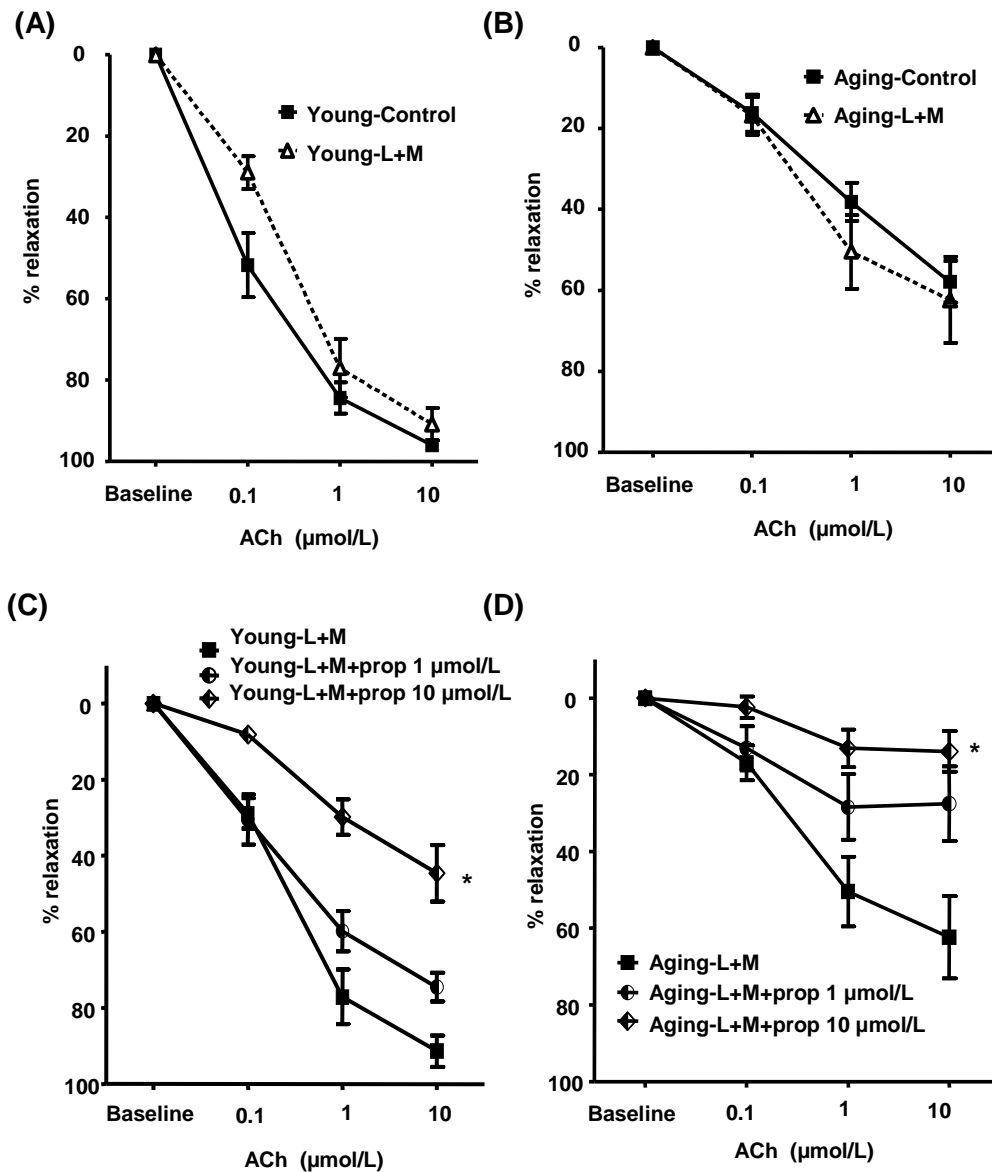 (A)
0
20
40
60
80
100
% relaxation
Young-Control
Young-L+M
Baseline
0.1
1
10
ACh (µmol/L)
(B)
0
20
40
60
80
100
% relaxation
Aging-Control
Aging-L+M
Baseline
0.1
1
10
ACh (µmol/L)
(C)
Young-L+M
Young-L+M+prop 1 µmol/L
Young-L+M+prop 10 µmol/L
0
20
40
60
80
100
% relaxation
*
Baseline
0.1
1
10
ACh (µmol/L)
(D)
0
20
40
60
80
100
% relaxation
*
Aging-L+M
Aging-L+M+prop 1 µmol/L
Aging-L+M+prop 10 µmol/L
Baseline
0.1
1
10
ACh (µmol/L)